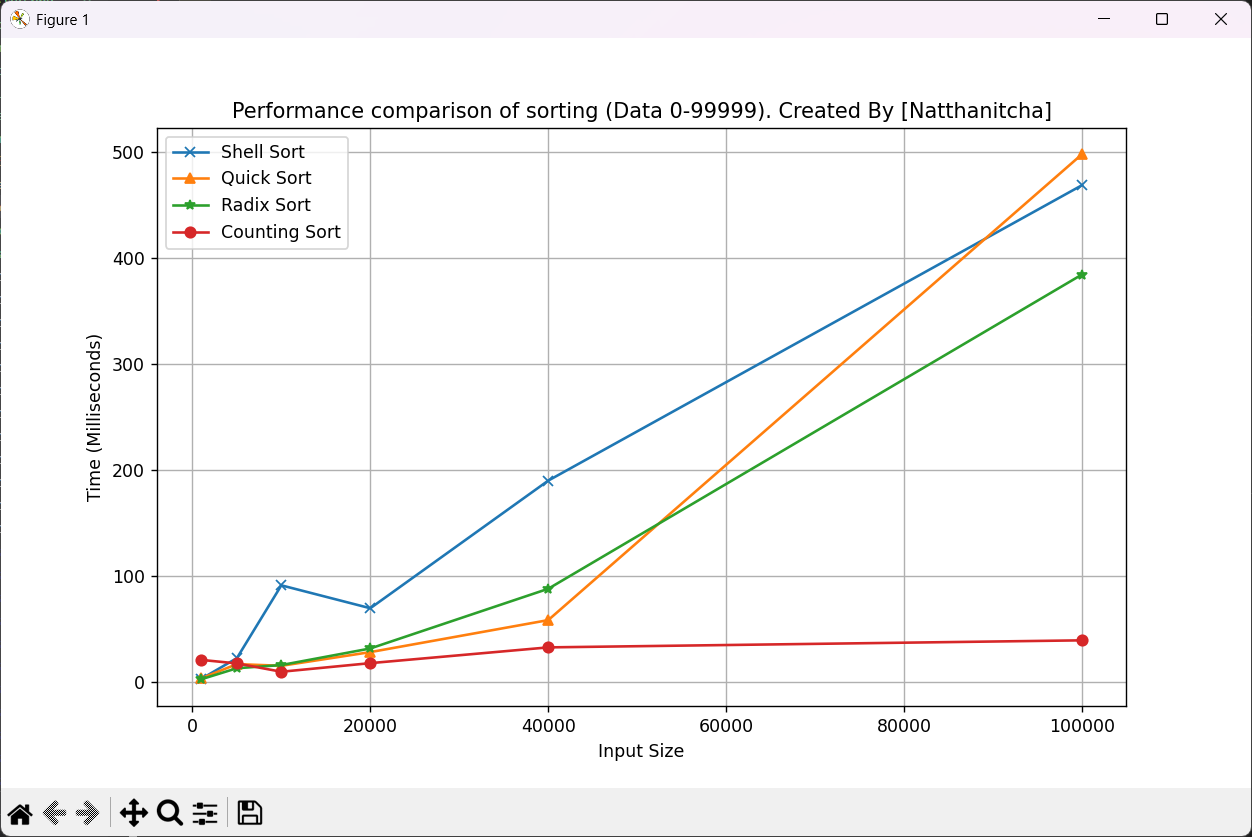 Figure 1
Performance comparison of sorting (Data 0-99999). Created By [Natthanitcha]
Shell Sort
Quick Sort
Radix Sort
Counting Sort
500
400
300
200
100
0
Time (Milliseconds)
0 20000 40000 60000 80000 100000
Input Size